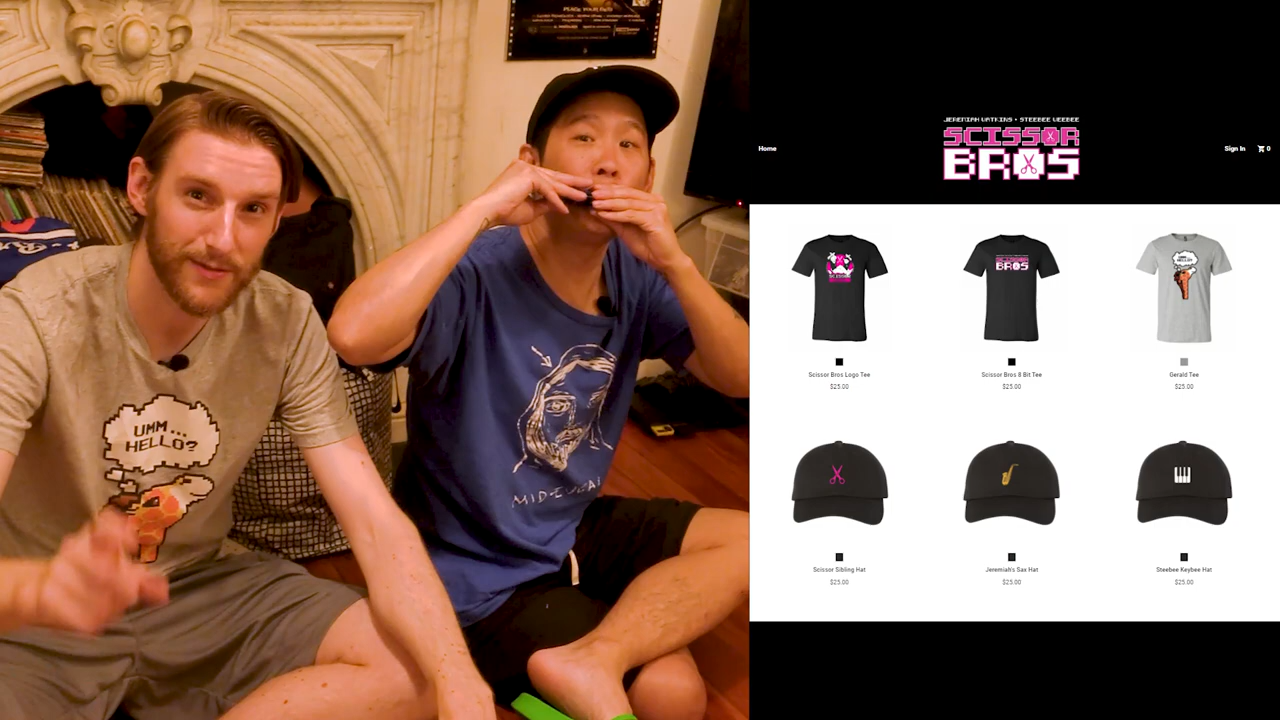 UMM...
HELLO?
JEREMIAH WATKINS • STEEBEE WEEBEE
SCISSOR
BROS
Home
Sign In
0
SCISSOR
BROS
Scissor Bros Logo Tee
$25.00
Scissor Bros 8 Bit Tee
$25.00
Gerald Tee
$25.00
Scissor Sibling Hat
$25.00
Jeremiah's Sax Hat
$25.00
Steebee Keybee Hat
$25.00